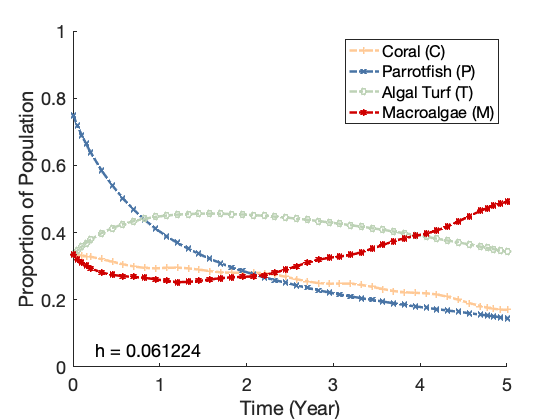 1
Coral (C)
Parrotfish (P)
0.8
Algal Turf (T)
Macroalgae (M)
0.6
Proportion of Population
0.4
0.2
h = 0.061224
0
0 1 2 3 4 5
Time (Year)